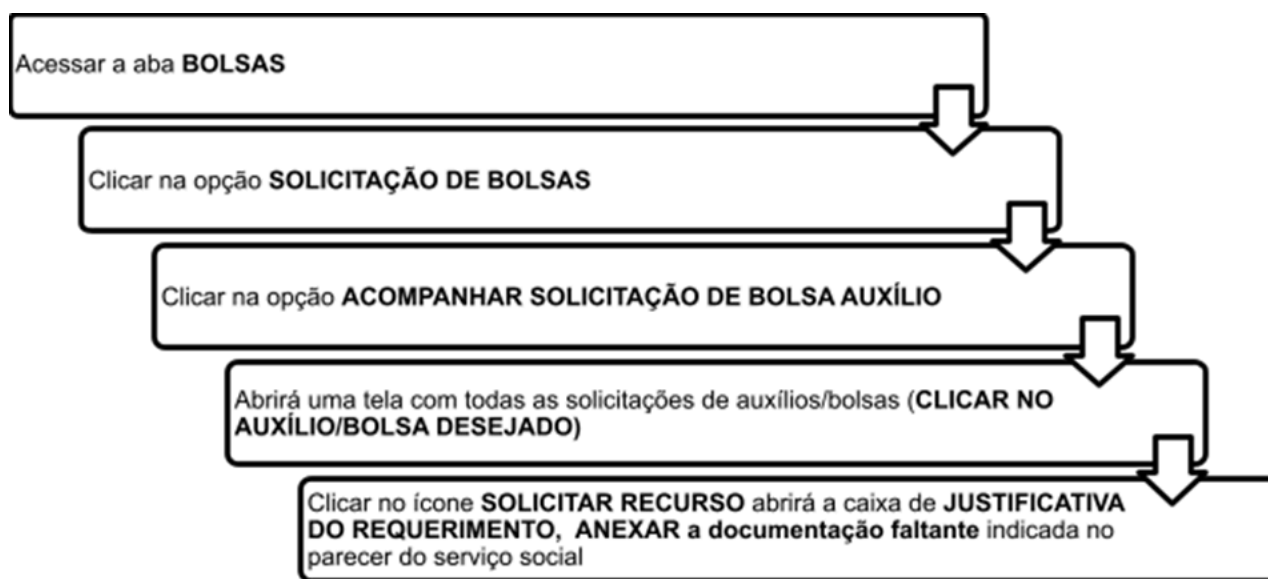 Acessar a aba BOLSAS
Clicar na opção SOLICITAÇÃO DE BOLSAS
Clicar na opção ACOMPANHAR SOLICITAÇÃO DE BOLSA AUXÍLIO
Abrirá uma tela com todas as solicitações de auxílios/bolsas (CLICAR NO
AUXÍLIO/BOLSA DESEJADO)
Clicar no ícone SOLICITAR RECURSO abrirá a caixa de JUSTIFICATIVA
DO REQUERIMENTO, ANEXAR a documentação faltante indicada no
parecer do serviço social